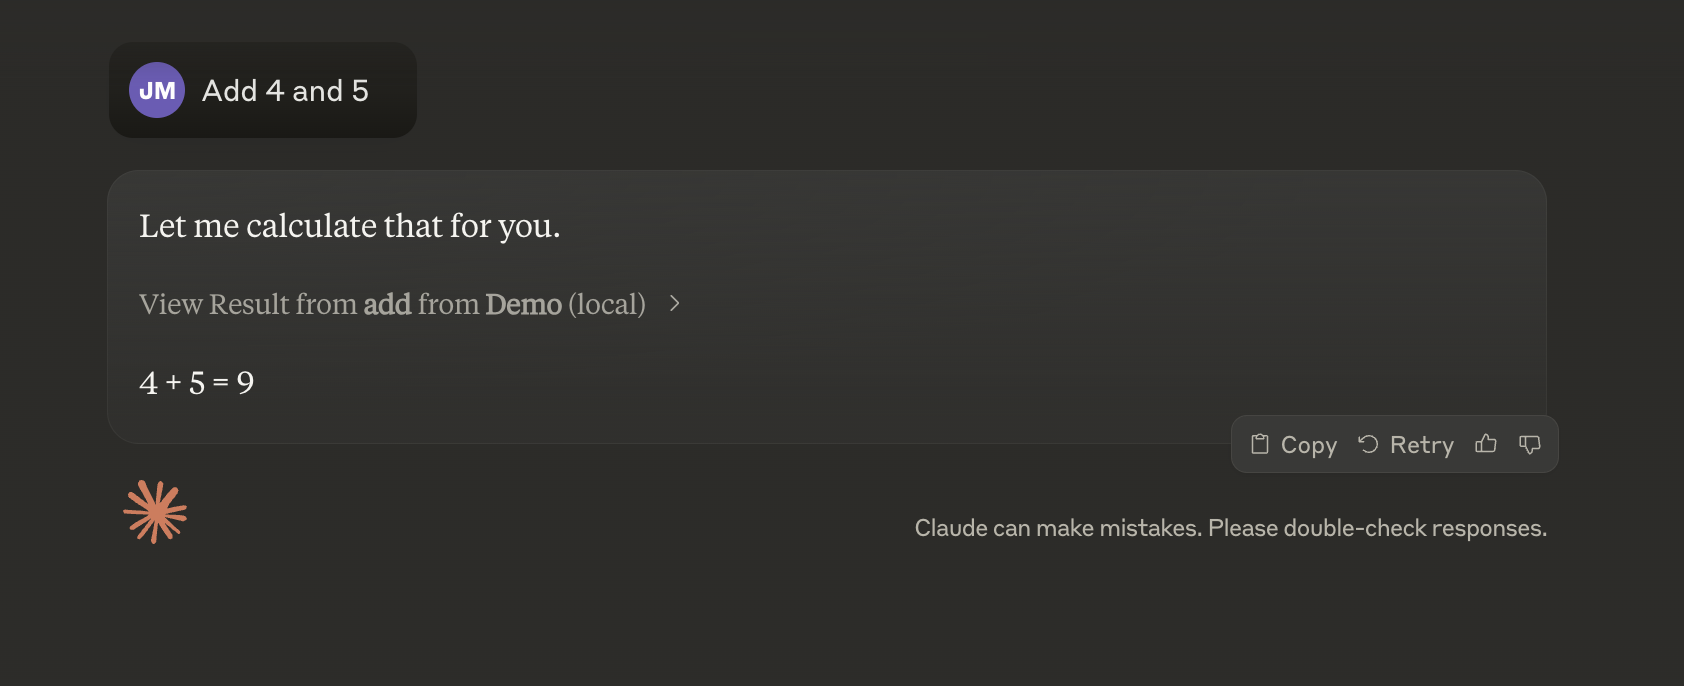 JM Add 4 and 5
Let me calculate that for you.
View Result from add from Demo (local)
4 + 5 = 9
Copy Retry
Claude can make mistakes. Please double-check responses.